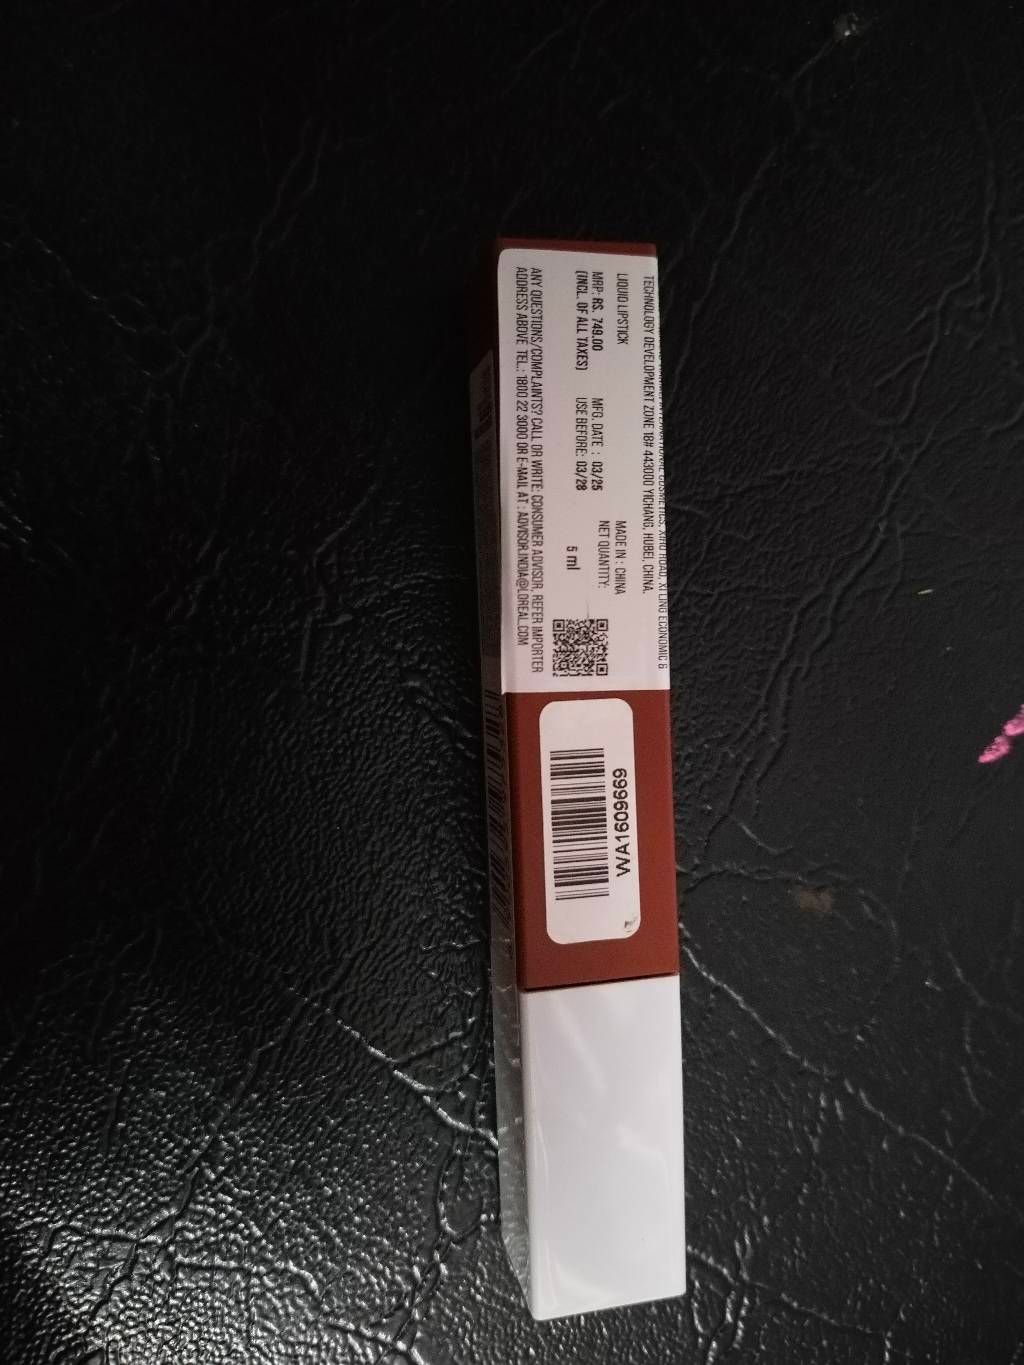 TECHNOLOGY DEVELOPMENT ZONE 18# 443000 YICHANG, HUBEI, CHINA.
LIQUID LIPSTICK
MRP: RS. 749.00
(INCL. OF ALL TAXES)
MFG. DATE : 03/25
USE BEFORE: 03/28
MADE IN : CHINA
NET QUANTITY:
5 ml
ANY QUESTIONS/COMPLAINTS? CALL OR WRITE: CONSUMER ADVISOR, REFER IMPORTER
ADDRESS ABOVE TEL.: 1800 22 3000 OR E-MAIL AT : ADVISOR.INDIA@LOREAL.COM
WA1609669